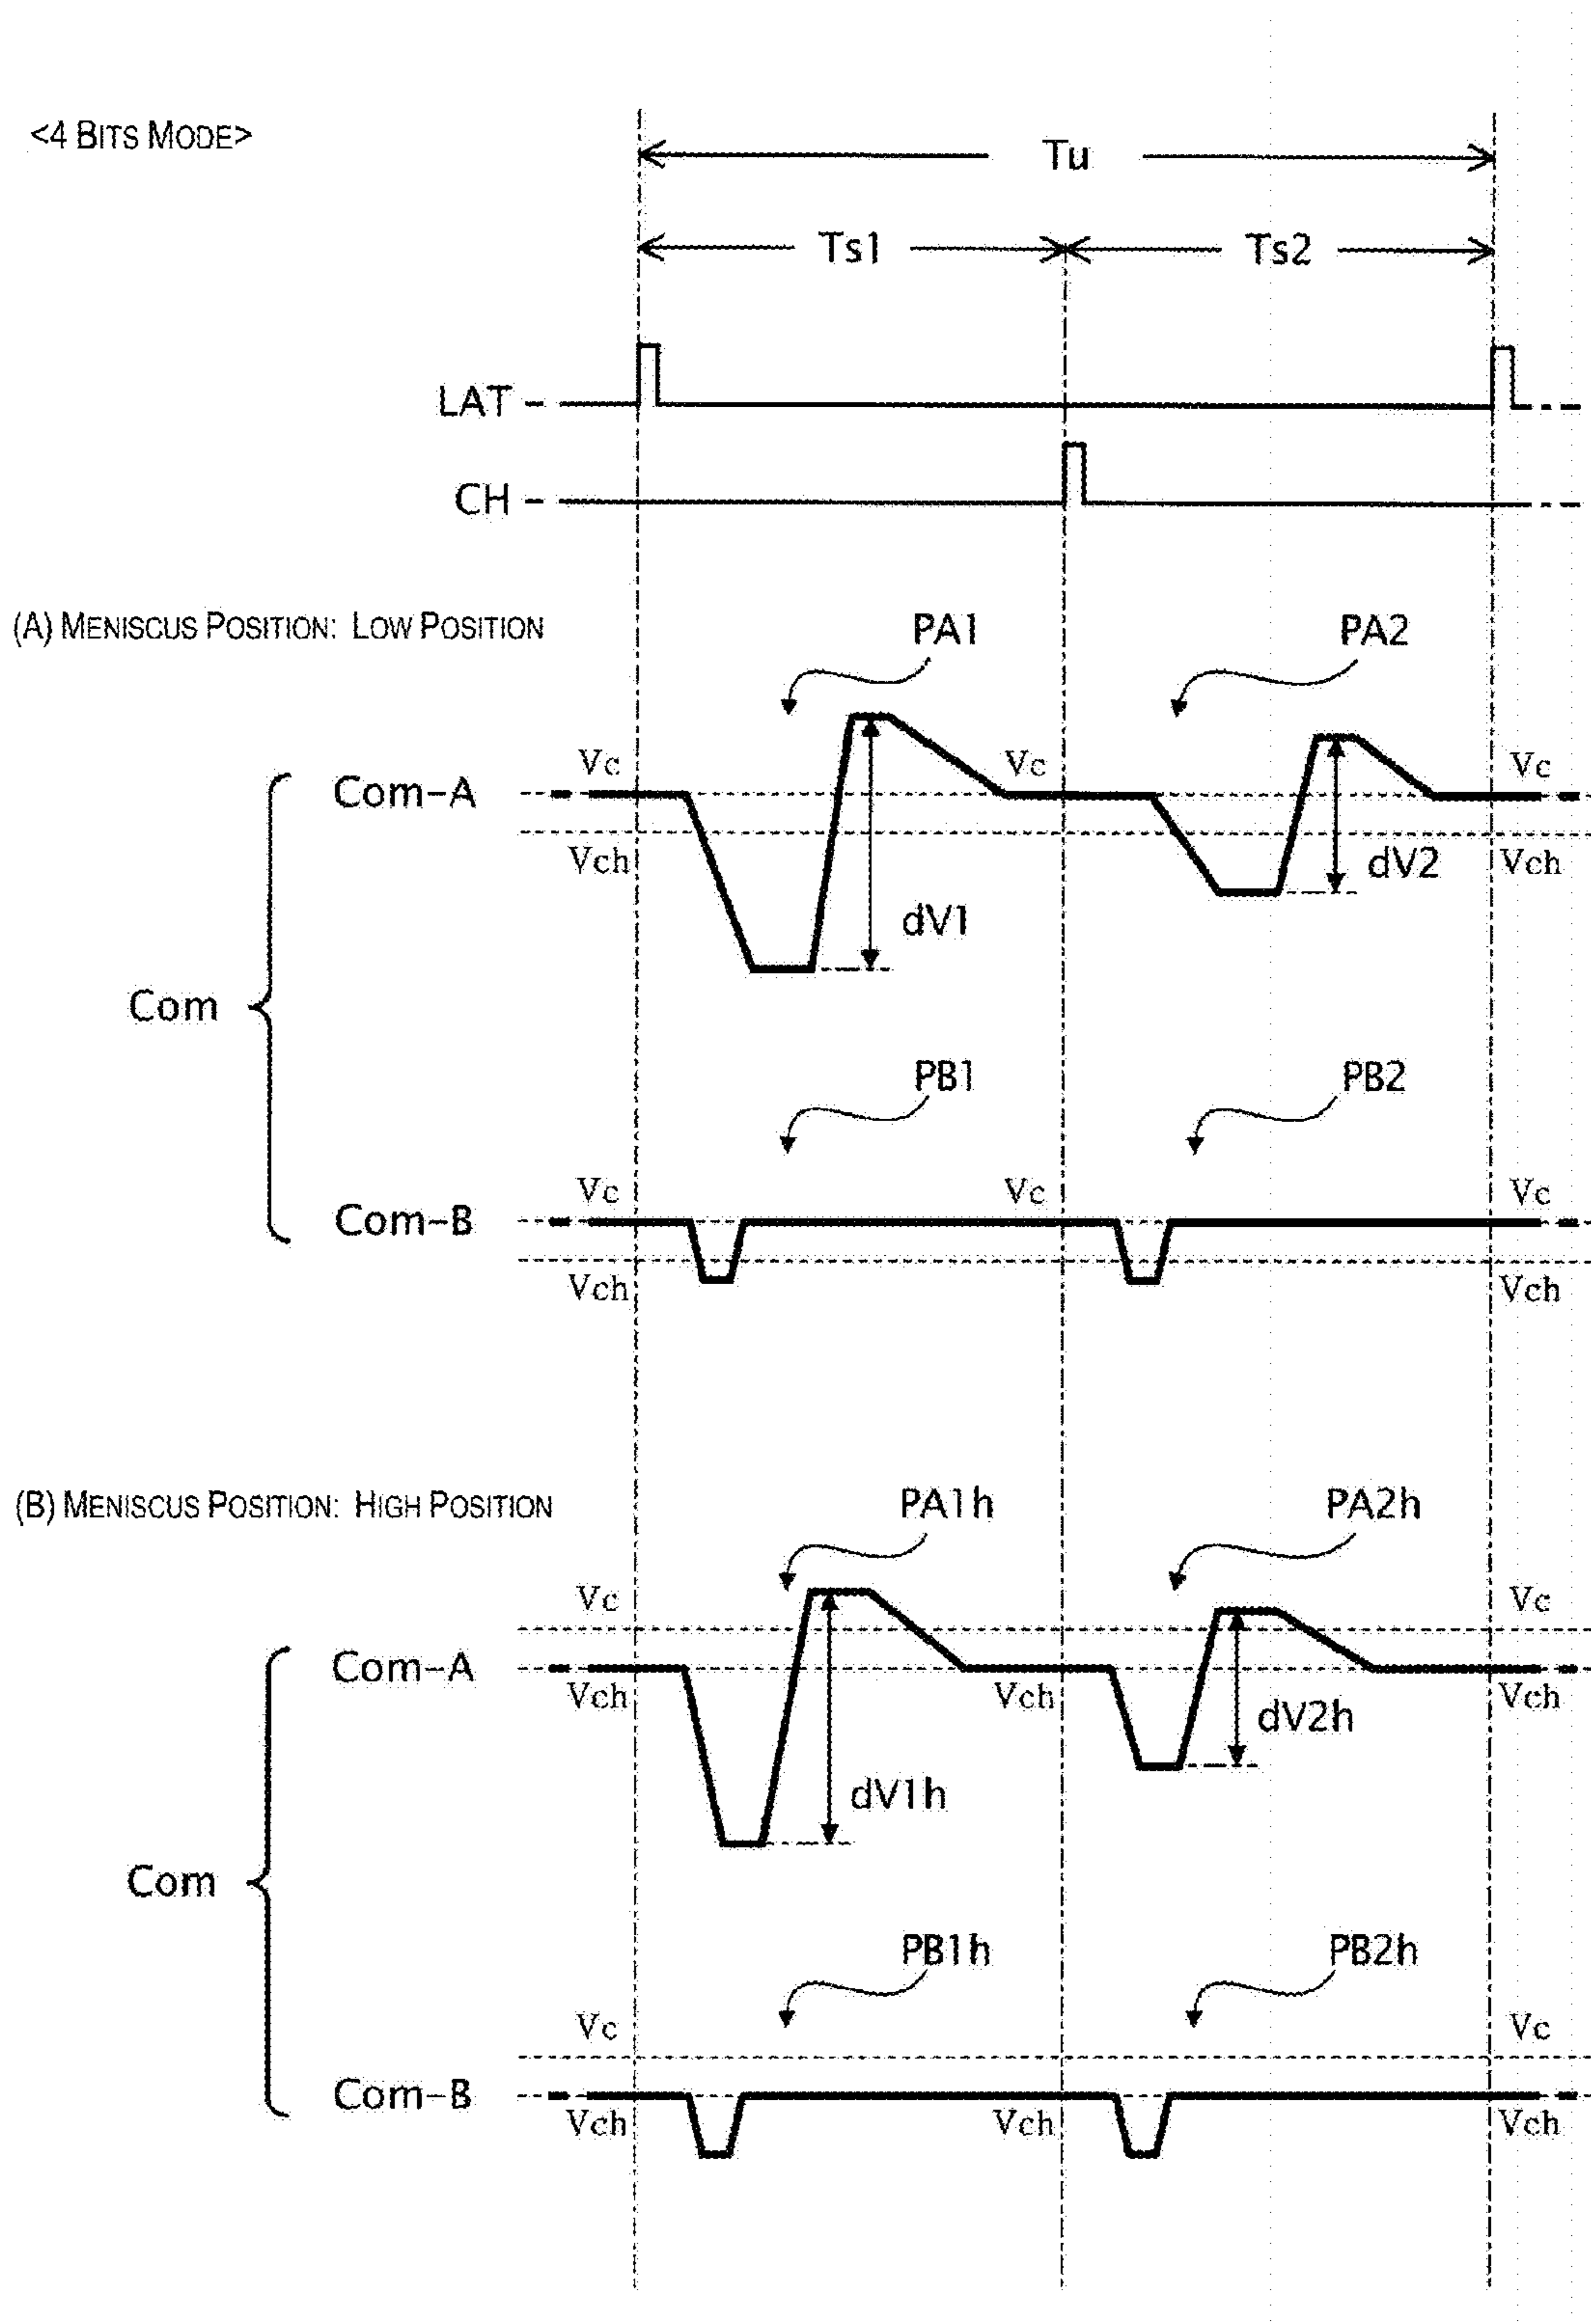 <4 BITS MODE>
Tu
Ts1 Ts2
LAT
CH
(A) MENISCUS POSITION: LOW POSITION
PA1 PA2
Vc Vc Vc
Com-A
Vch Vch
dV2
dV1
Com
PB1 PB2
Vc Vc Vc
Com-B
Vch Vch
(B) MENISCUS POSITION: HIGH POSITION
PA1h PA2h
Vc Vc
Com-A
Vch Vch Vch
dV2h
dV1h
Com
PB1h PB2h
Vc Vc
Com-B
Vch Vch Vch